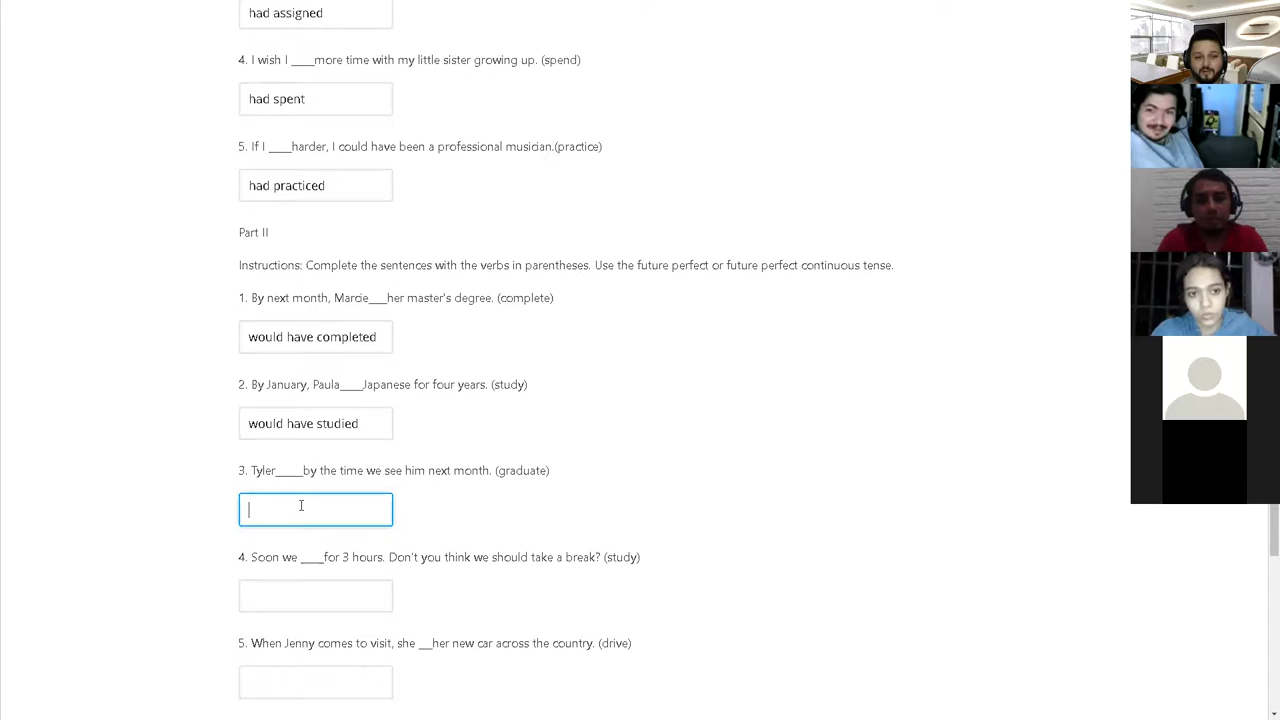 had assigned
4. I wish I ____more time with my little sister growing up. (spend)
had spent
5. If I ____harder, I could have been a professional musician.(practice)
had practiced
Part II
Instructions: Complete the sentences with the verbs in parentheses. Use the future perfect or future perfect continuous tense.
1. By next month, Marcie___her master's degree. (complete)
would have completed
2. By January, Paula____Japanese for four years. (study)
would have studied
3. Tyler_____by the time we see him next month. (graduate)
4. Soon we ____for 3 hours. Don't you think we should take a break? (study)
5. When Jenny comes to visit, she __her new car across the country. (drive)